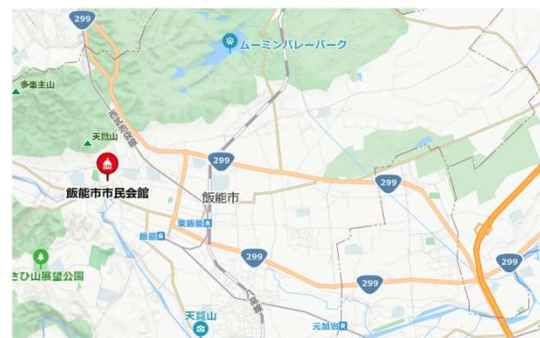 299
ムーミンバレーパーク
多峯主山
天覧山
299
飯能市市民会館
飯能市
299
東飯能
飯能
299
299
さひ山展望公園
天覧山
元加治